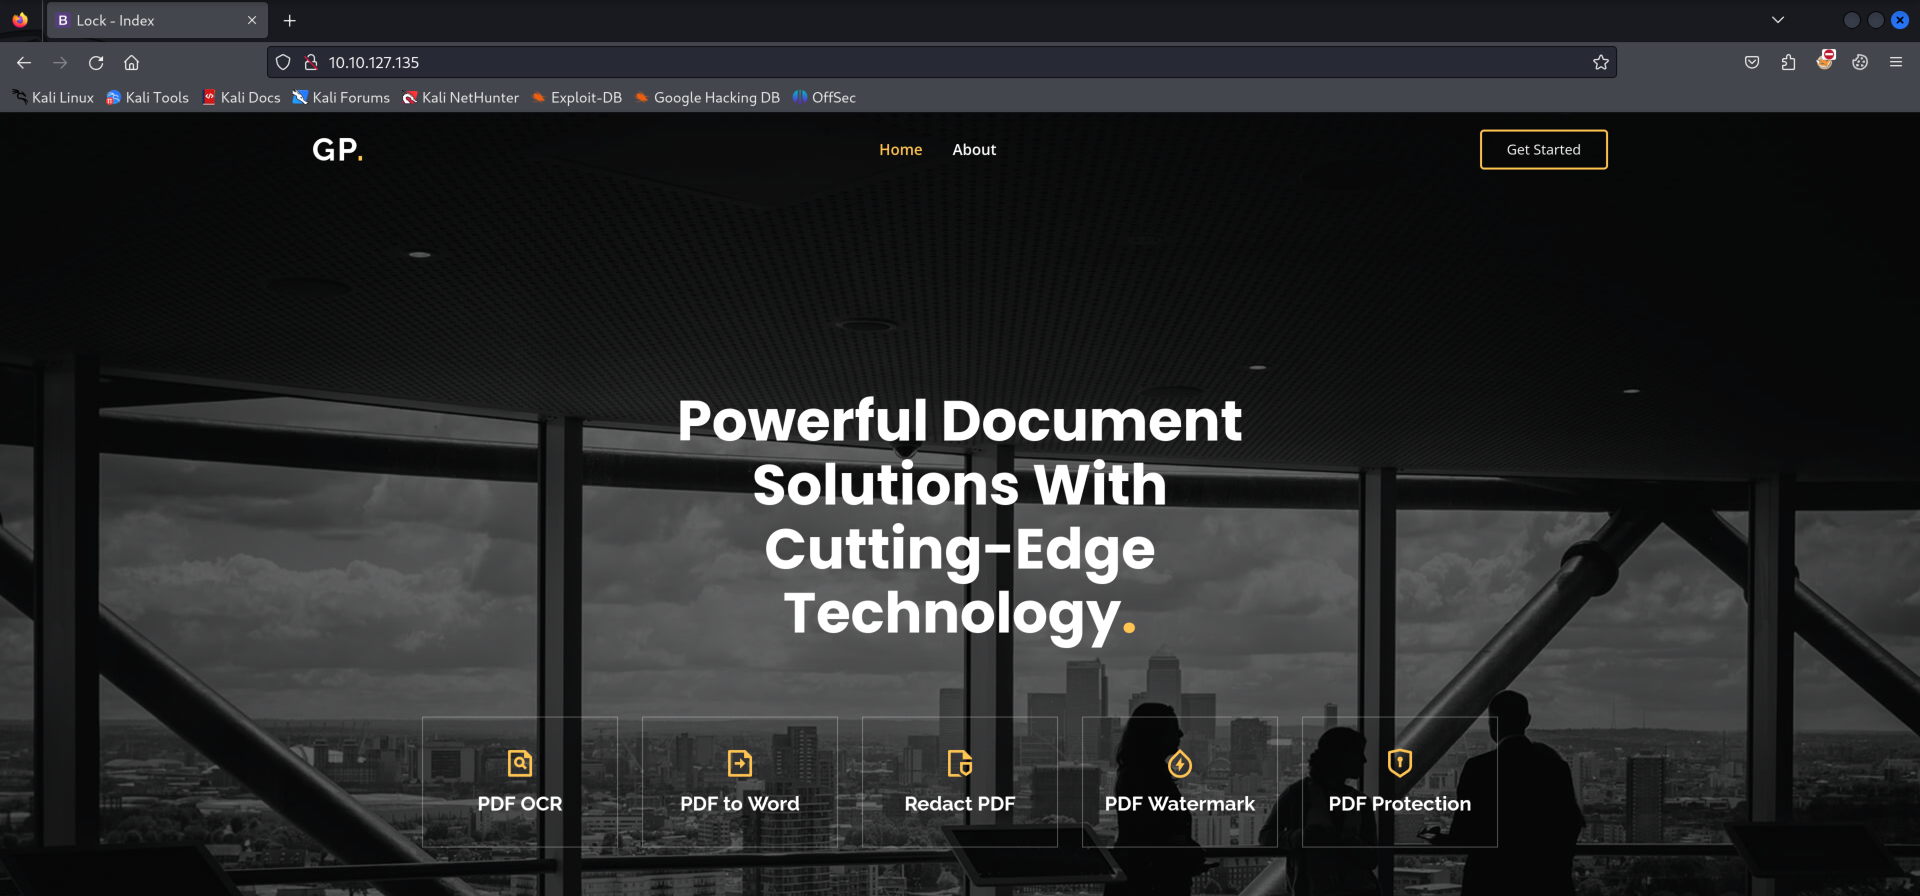 Lock - Index
10.10.127.135
Kali Linux Kali Tools Kali Docs Kali Forums Kali NetHunter Exploit-DB Google Hacking DB OffSec
GP. Home About Get Started
Powerful Document
Solutions With
Cutting-Edge
Technology.
PDF OCR PDF to Word Redact PDF PDF Watermark PDF Protection